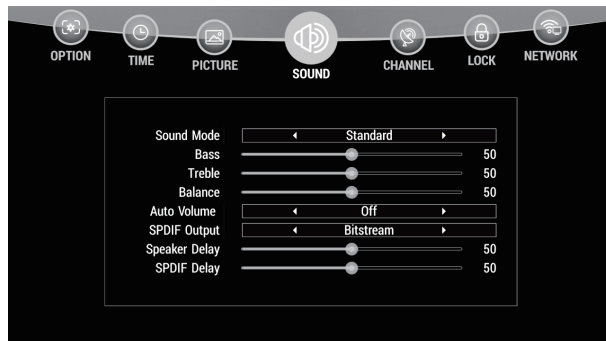 OPTION TIME PICTURE SOUND CHANNEL LOCK NETWORK
Sound Mode Standard
Bass 50
Treble 50
Balance 50
Auto Volume Off
SPDIF Output Bitstream
Speaker Delay 50
SPDIF Delay 50